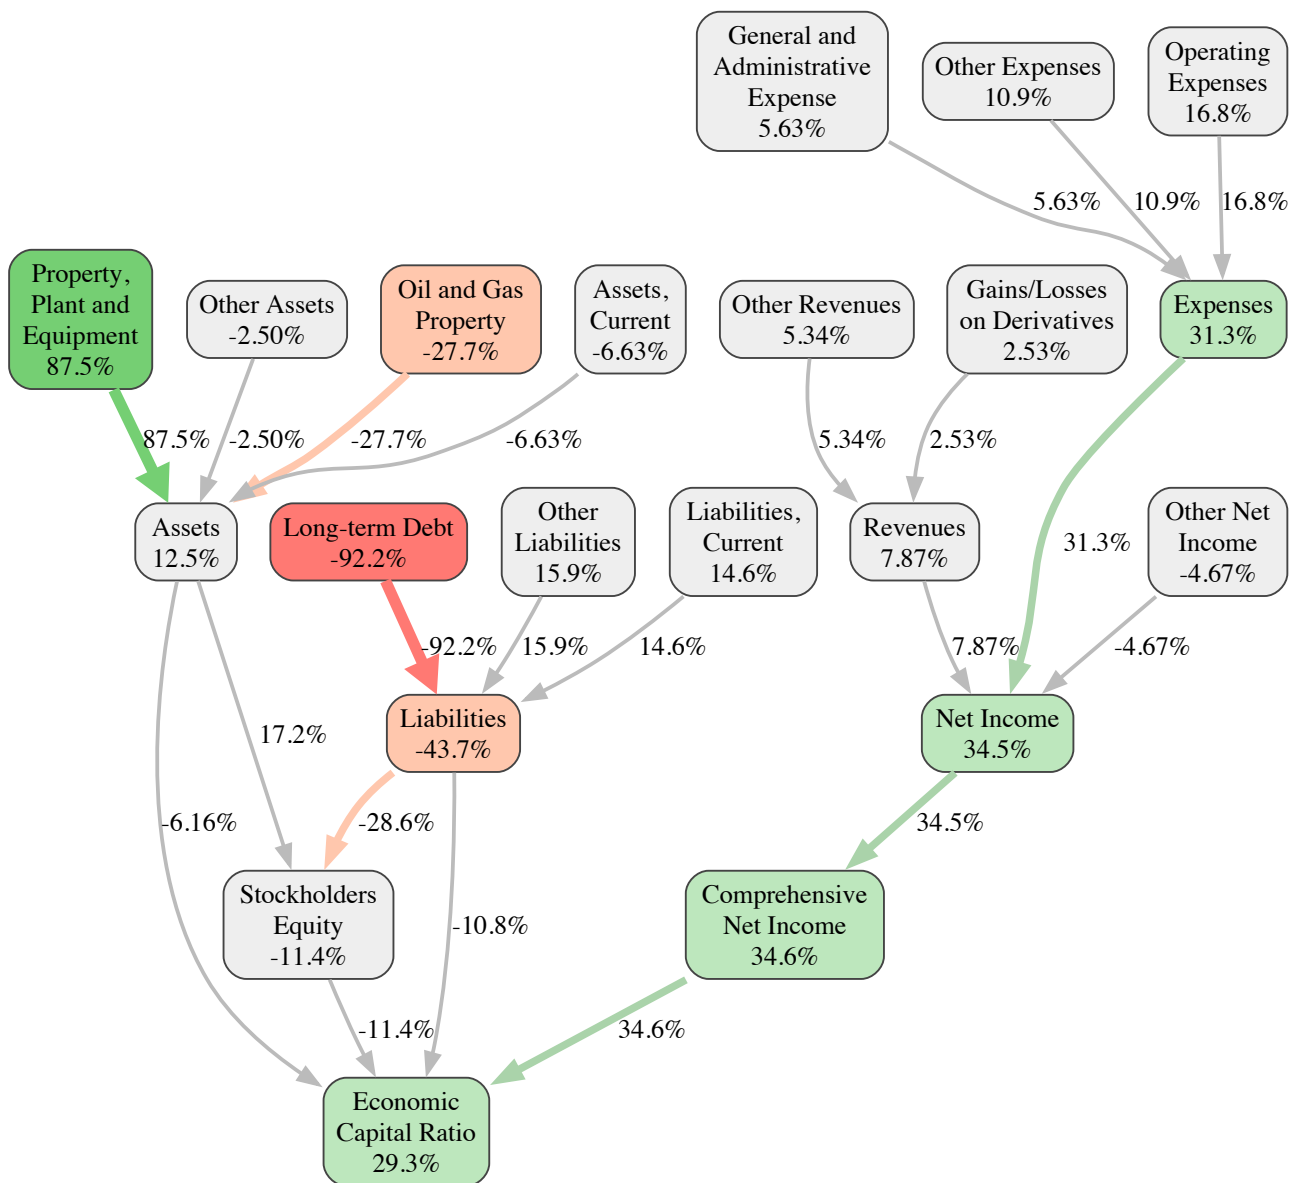 General and
Administrative
Expense
5.63%
Other Expenses
10.9%
Operating
Expenses
16.8%
5.63%
10.9%
16.8%
Property,
Plant and
Equipment
87.5%
Other Assets
-2.50%
Oil and Gas
Property
-27.7%
Assets,
Current
-6.63%
Other Revenues
5.34%
Gains/Losses
on Derivatives
2.53%
Expenses
31.3%
87.5%
-2.50%
-27.7%
-6.63%
5.34%
2.53%
Assets
12.5%
Long-term Debt
-92.2%
Other
Liabilities
15.9%
Liabilities,
Current
14.6%
Revenues
7.87%
31.3%
Other Net
Income
-4.67%
-92.2%
15.9%
14.6%
7.87%
-4.67%
17.2%
Liabilities
-43.7%
Net Income
34.5%
-6.16%
-28.6%
34.5%
Stockholders
Equity
-11.4%
-10.8%
Comprehensive
Net Income
34.6%
-11.4%
34.6%
Economic
Capital Ratio
29.3%